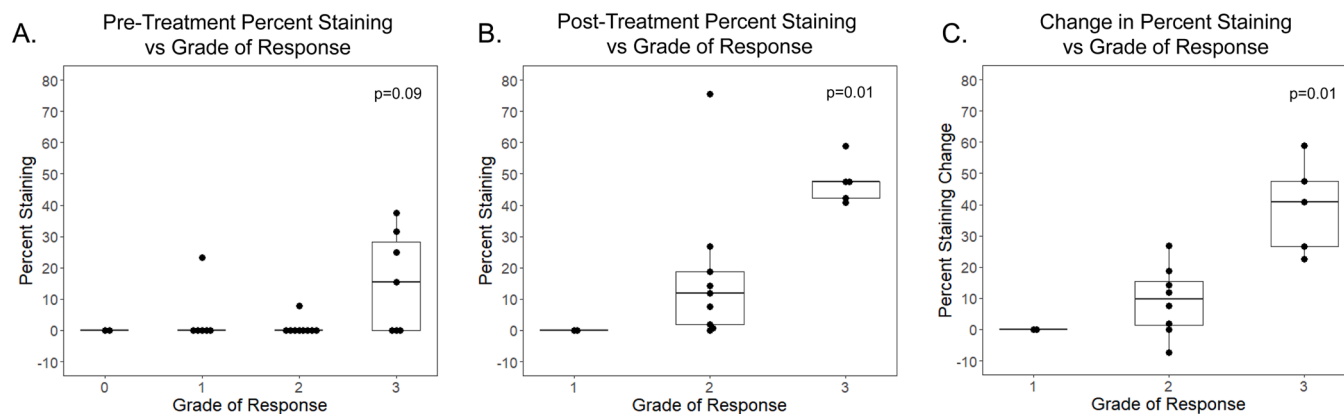 A.
Pre-Treatment Percent Staining
vs Grade of Response
p=0.09
Percent Staining
80
70
60
50
40
30
20
10
0
-10
0 1 2 3
Grade of Response
B.
Post-Treatment Percent Staining
vs Grade of Response
p=0.01
Percent Staining
80
70
60
50
40
30
20
10
0
-10
1 2 3
Grade of Response
C.
Change in Percent Staining
vs Grade of Response
p=0.01
Percent Staining Change
80
70
60
50
40
30
20
10
0
-10
1 2 3
Grade of Response